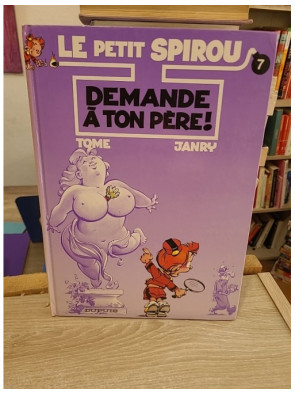 LE PETIT SPIROU
7
DEMANDE
À TON PÈRE!
TOME JANRY
DUPUIS